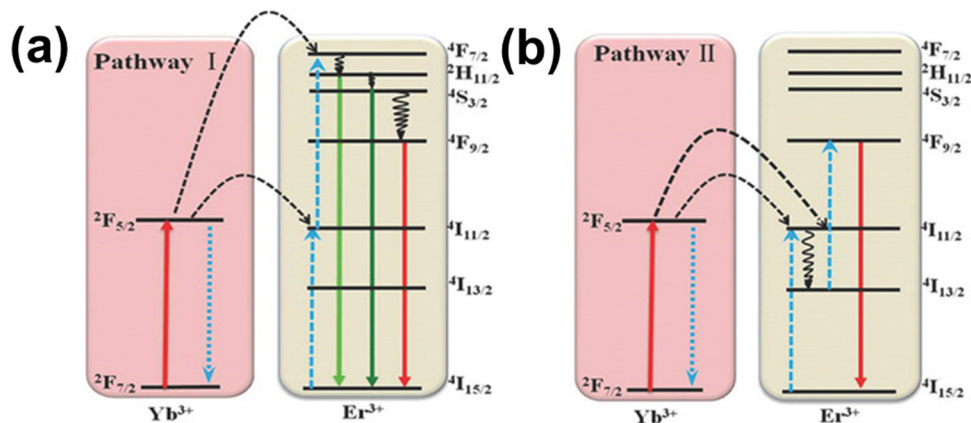 (a)
Pathway I
²F₅/₂
²F₇/₂
Yb³⁺
⁴F₇/₂
²H₁₁/₂
⁴S₃/₂
⁴F₉/₂
⁴I₁₁/₂
⁴I₁₃/₂
⁴I₁₅/₂
Er³⁺
(b)
Pathway II
²F₅/₂
²F₇/₂
Yb³⁺
⁴F₇/₂
²H₁₁/₂
⁴S₃/₂
⁴F₉/₂
⁴I₁₁/₂
⁴I₁₃/₂
⁴I₁₅/₂
Er³⁺